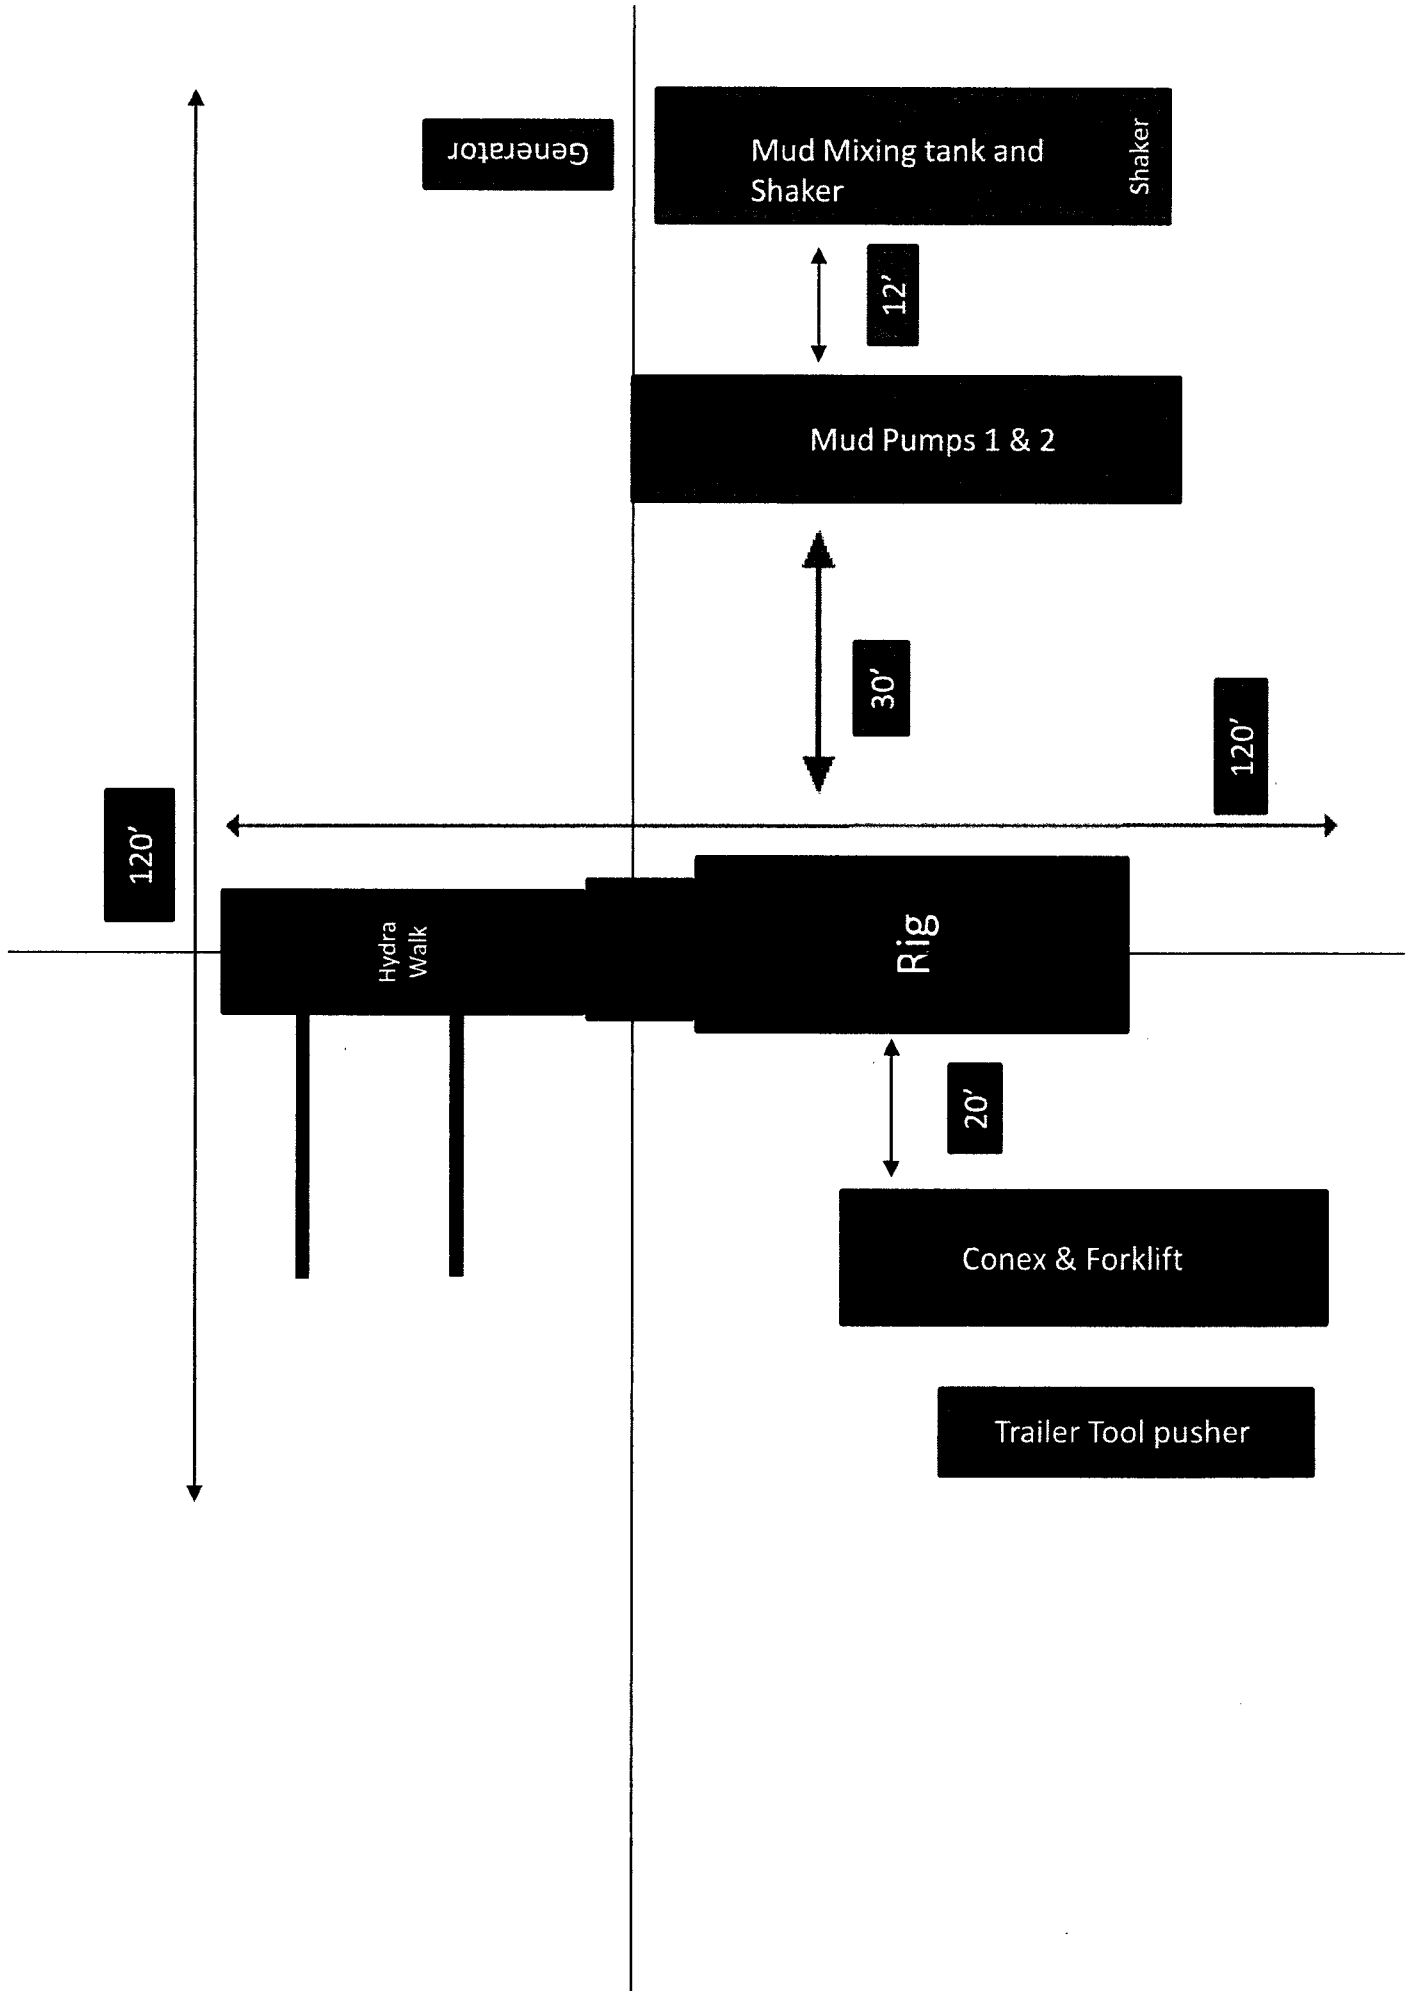 Generator
Mud Mixing tank and
Shaker
Shaker
12'
Mud Pumps 1 & 2
30'
120'
120'
Hydra
Walk
Rig
20'
Conex & Forklift
Trailer Tool pusher